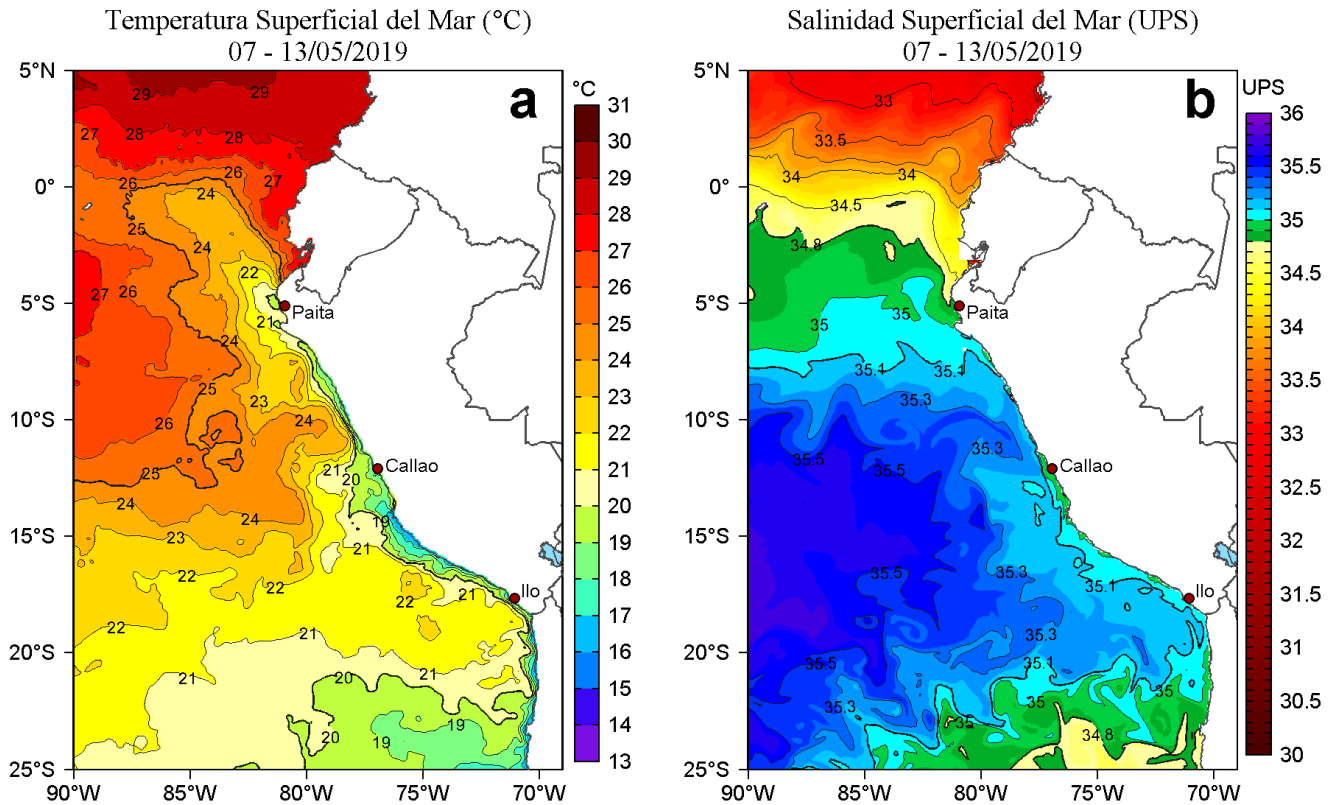 Temperatura Superficial del Mar (°C)
07 - 13/05/2019
a
°C
5°N
0°
5°S
10°S
15°S
20°S
25°S
90°W
85°W
80°W
75°W
70°W
29
29
27
28
28
26
26
27
24
25
24
22
27
26
21
24
25
23
26
24
25
21
20
24
24
19
23
21
22
22
22
21
22
21
21
20
21
19
19
20
Paita
Callao
Ilo
31
30
29
28
27
26
25
24
23
22
21
20
19
18
17
16
15
14
13
Salinidad Superficial del Mar (UPS)
07 - 13/05/2019
b
UPS
5°N
0°
5°S
10°S
15°S
20°S
25°S
90°W
85°W
80°W
75°W
70°W
33
33.5
34
34
34.5
34.8
35
35
35.1
35.1
35.3
35.3
35.5
35.5
35.5
35.3
35.1
35.3
35.5
35.1
35
35.3
35
35
34.8
Paita
Callao
Ilo
36
35.5
35
34.5
34
33.5
33
32.5
32
31.5
31
30.5
30